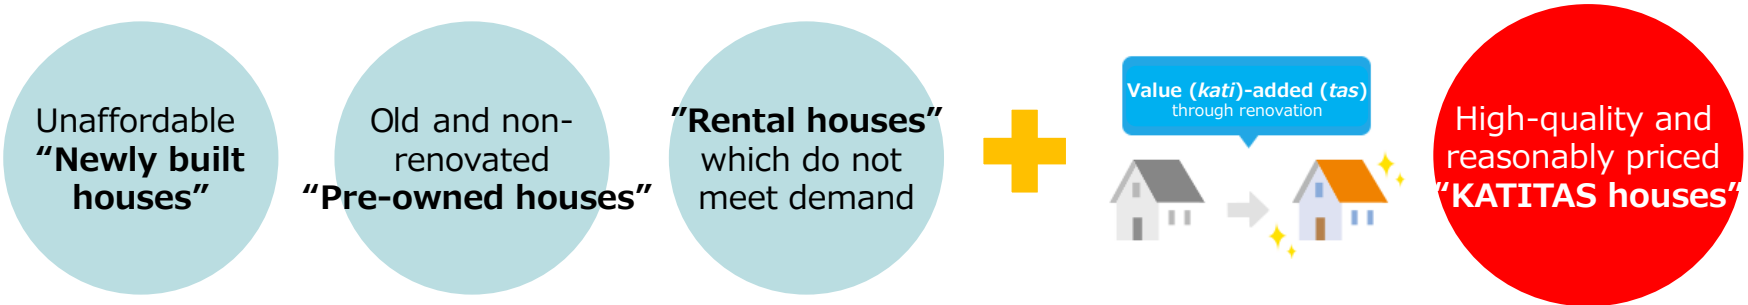 Unaffordable
“Newly built
houses”
Old and non-
renovated
“Pre-owned houses”
”Rental houses”
which do not
meet demand
Value (kati)-added (tas)
through renovation
High-quality and
reasonably priced
“KATITAS houses”